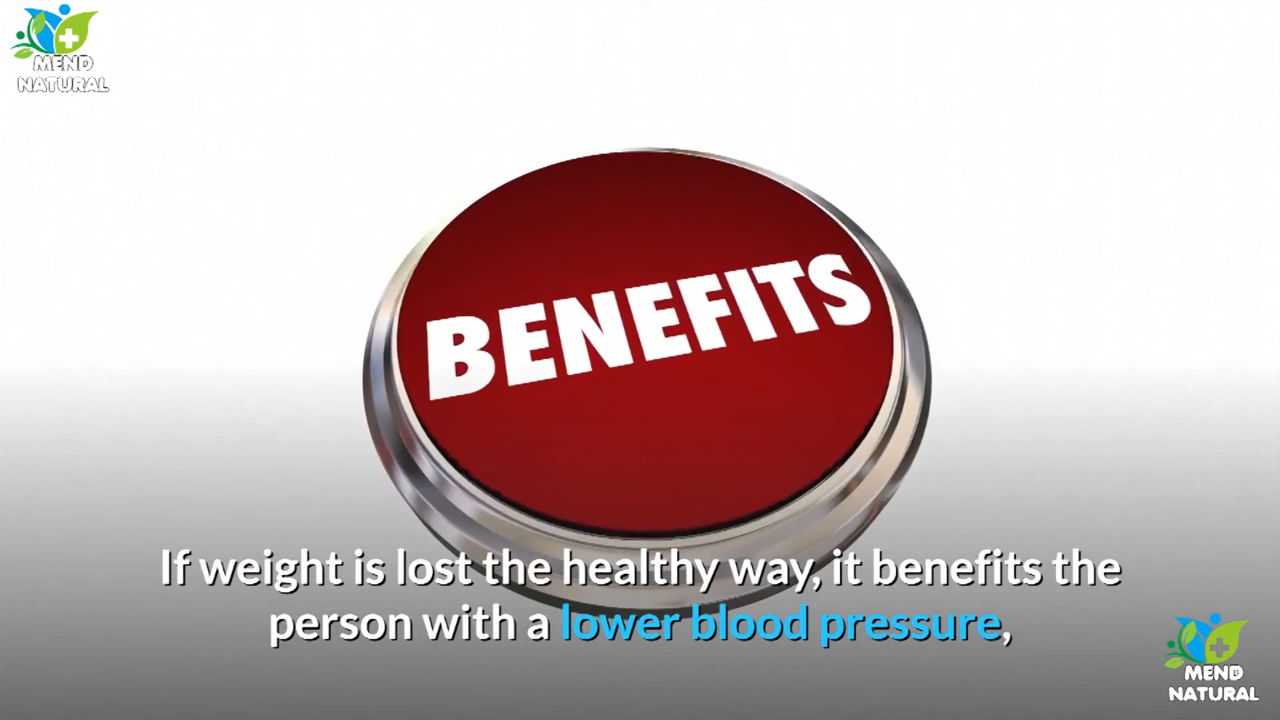 MEND
NATURAL
BENEFITS
If weight is lost the healthy way, it benefits the
person with a lower blood pressure,
MEND
NATURAL